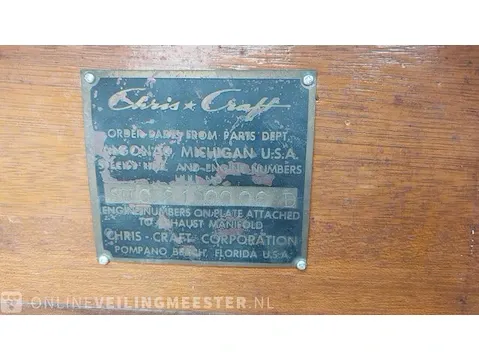 Chris★Craft
ORDER PARTS FROM PARTS DEPT.
ALGONAC, MICHIGAN U.S.A.
AND ENGINE NUMBERS
ENGINE NUMBERS ON PLATE ATTACHED
TO EXHAUST MANIFOLD
CHRIS-CRAFT CORPORATION
POMPANO BEACH, FLORIDA U.S.A.
ONLINEVEILINGMEESTER.NL